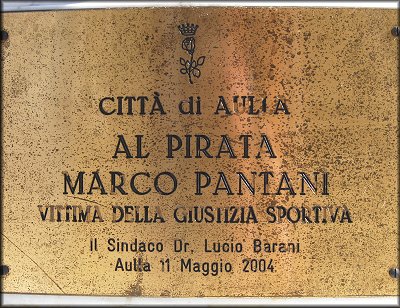 CITTÀ di AULLA
AL PIRATA
MARCO PANTANI
VITTIMA DELLA GIUSTIZIA SPORTIVA
Il Sindaco Dr. Lucio Barani
Aulla 11 Maggio 2004